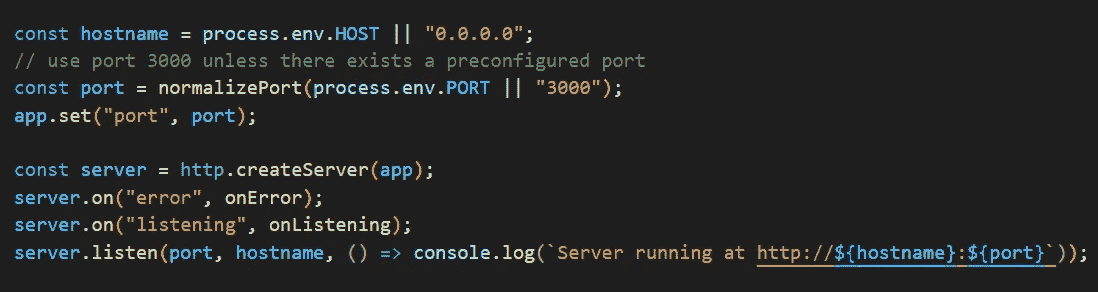 const hostname = process.env.HOST || "0.0.0.0";
// use port 3000 unless there exists a preconfigured port
const port = normalizePort(process.env.PORT || "3000");
app.set("port", port);
const server = http.createServer(app);
server.on("error", onError);
server.on("listening", onListening);
server.listen(port, hostname, () => console.log(`Server running at http://${hostname}:${port}`));